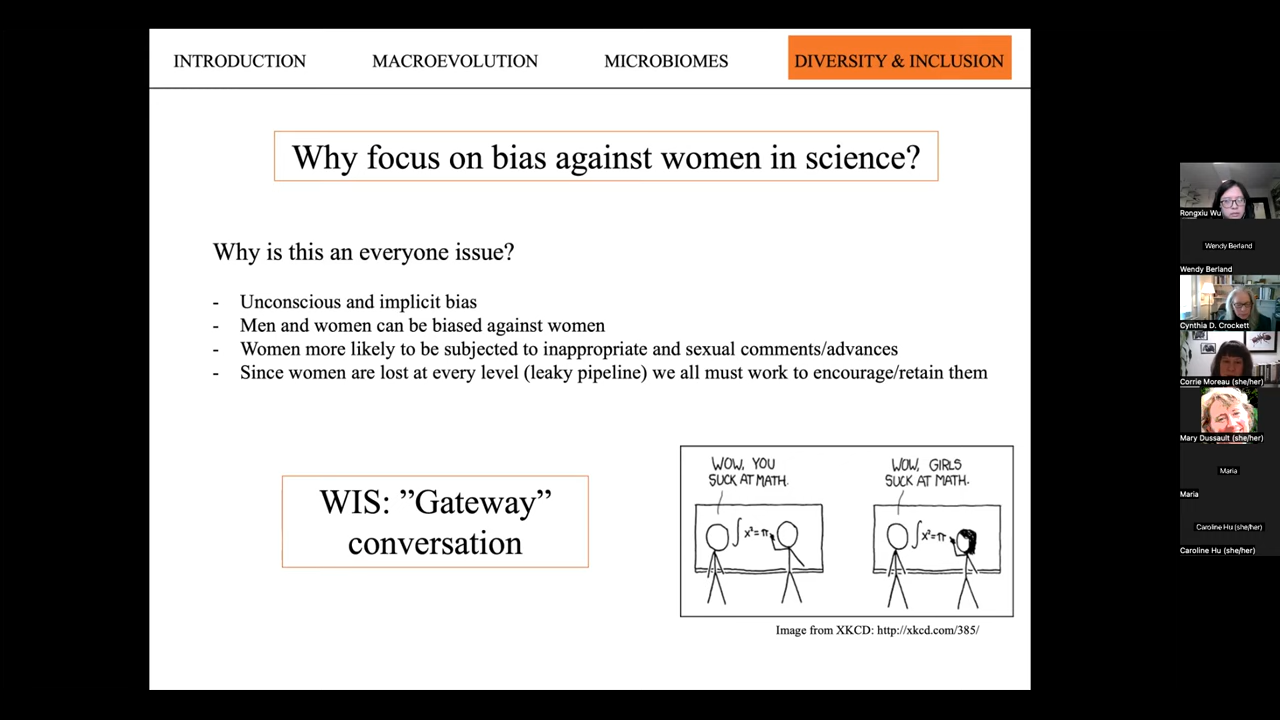 INTRODUCTION
MACROEVOLUTION
MICROBIOMES
DIVERSITY & INCLUSION
Why focus on bias against women in science?
Why is this an everyone issue?
- Unconscious and implicit bias
- Men and women can be biased against women
- Women more likely to be subjected to inappropriate and sexual comments/advances
- Since women are lost at every level (leaky pipeline) we all must work to encourage/retain them
WIS: ”Gateway”
conversation
WOW, YOU
SUCK AT MATH.
∫x²=π
WOW, GIRLS
SUCK AT MATH.
∫x²=π
Image from XKCD: http://xkcd.com/385/
Rongxiu Wu
Wendy Berland
Wendy Berland
Cynthia D. Crockett
Corrie Moreau (she/her)
Mary Dussault (she/her)
Maria
Maria
Caroline Hu (she/her)
Caroline Hu (she/her)